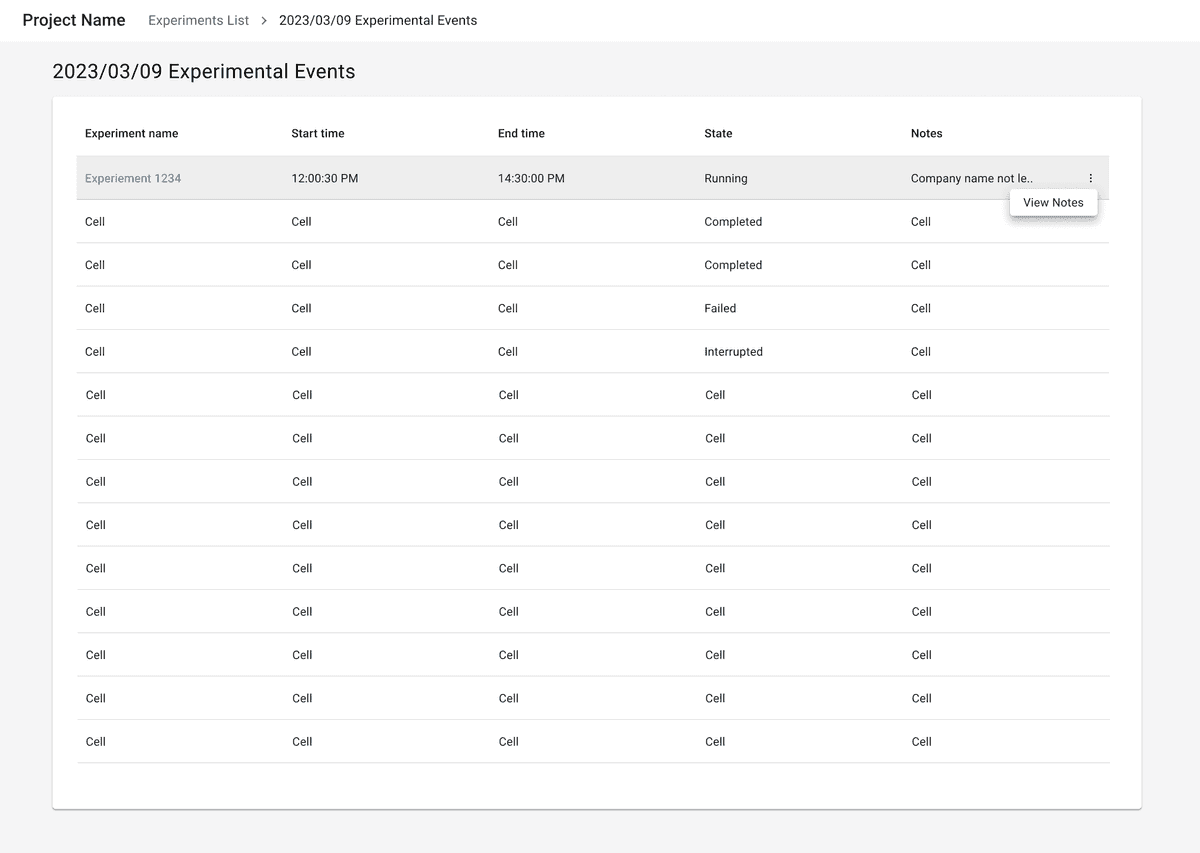 Project Name Experiments List > 2023/03/09 Experimental Events
2023/03/09 Experimental Events
Experiment name Start time End time State Notes
Experiement 1234 12:00:30 PM 14:30:00 PM Running Company name not le..
View Notes
Cell Cell Cell Completed Cell
Cell Cell Cell Completed Cell
Cell Cell Cell Failed Cell
Cell Cell Cell Interrupted Cell
Cell Cell Cell Cell Cell
Cell Cell Cell Cell Cell
Cell Cell Cell Cell Cell
Cell Cell Cell Cell Cell
Cell Cell Cell Cell Cell
Cell Cell Cell Cell Cell
Cell Cell Cell Cell Cell
Cell Cell Cell Cell Cell
Cell Cell Cell Cell Cell